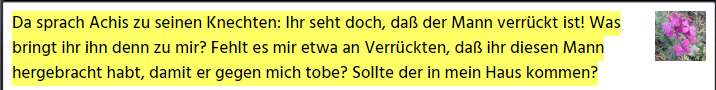 Da sprach Achis zu seinen Knechten: Ihr seht doch, daß der Mann verrückt ist! Was
bringt ihr ihn denn zu mir? Fehlt es mir etwa an Verrückten, daß ihr diesen Mann
hergebracht habt, damit er gegen mich tobe? Sollte der in mein Haus kommen?